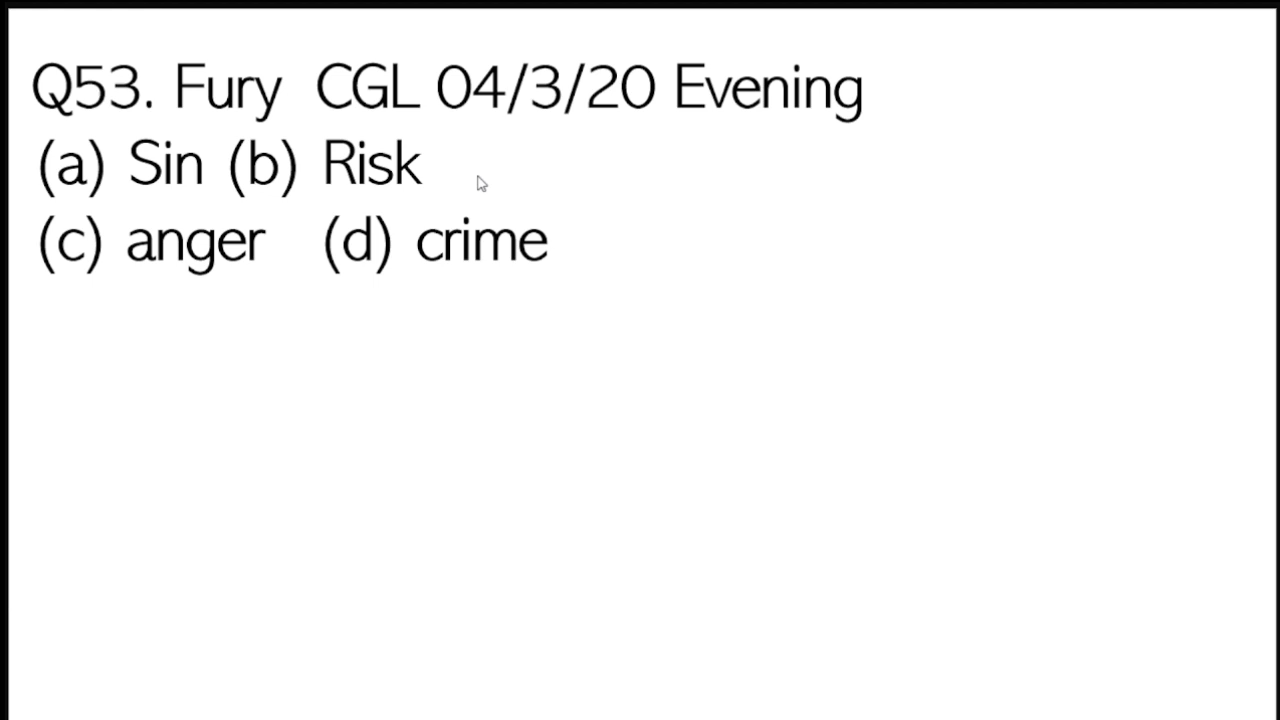 Q53. Fury CGL 04/3/20 Evening
(a) Sin (b) Risk
(c) anger (d) crime